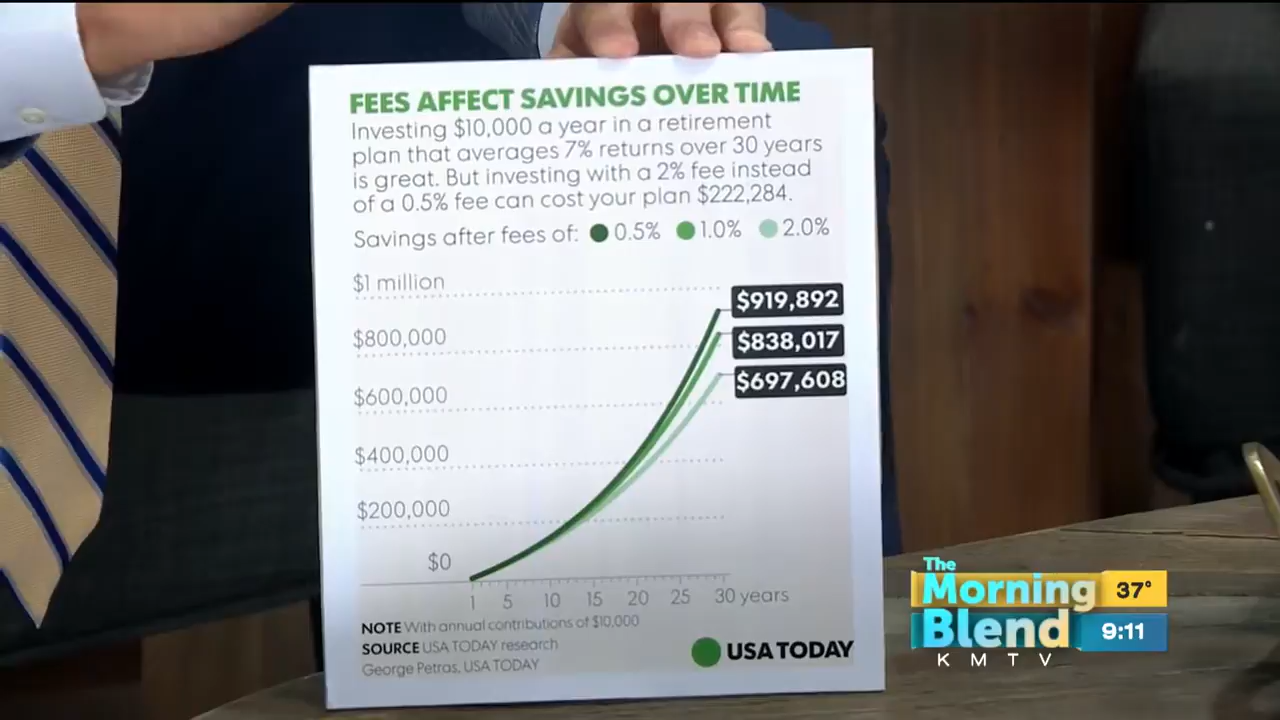 FEES AFFECT SAVINGS OVER TIME
Investing $10,000 a year in a retirement
plan that averages 7% returns over 30 years
is great. But investing with a 2% fee instead
of a 0.5% fee can cost your plan $222,284.
Savings after fees of: 0.5% 1.0% 2.0%
$1 million
$919,892
$800,000
$838,017
$697,608
$600,000
$400,000
$200,000
$0
1 5 10 15 20 25 30 years
NOTE With annual contributions of $10,000
SOURCE USA TODAY research
George Petras, USA TODAY
USA TODAY
The
Morning 37°
Blend 9:11
KMTV